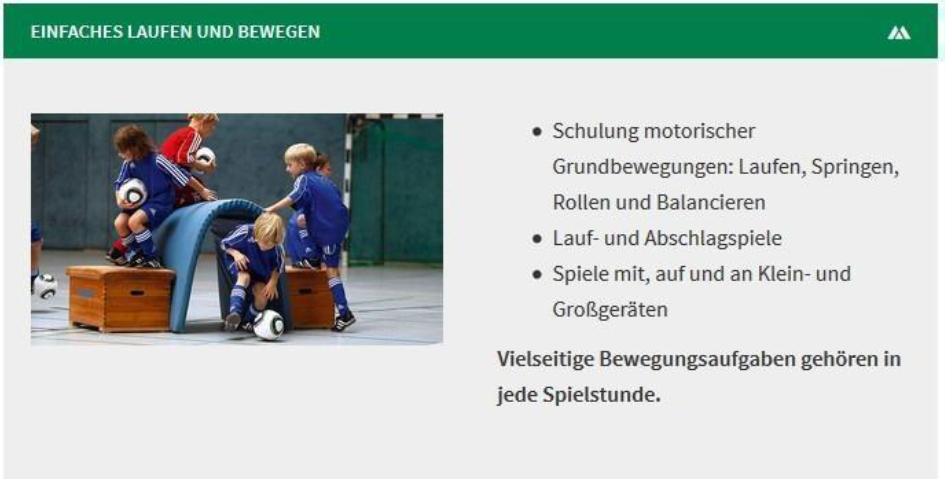 EINFACHES LAUFEN UND BEWEGEN
• Schulung motorischer
Grundbewegungen: Laufen, Springen,
Rollen und Balancieren
• Lauf- und Abschlagspiele
• Spiele mit, auf und an Klein- und
Großgeräten
Vielseitige Bewegungsaufgaben gehören in
jede Spielstunde.